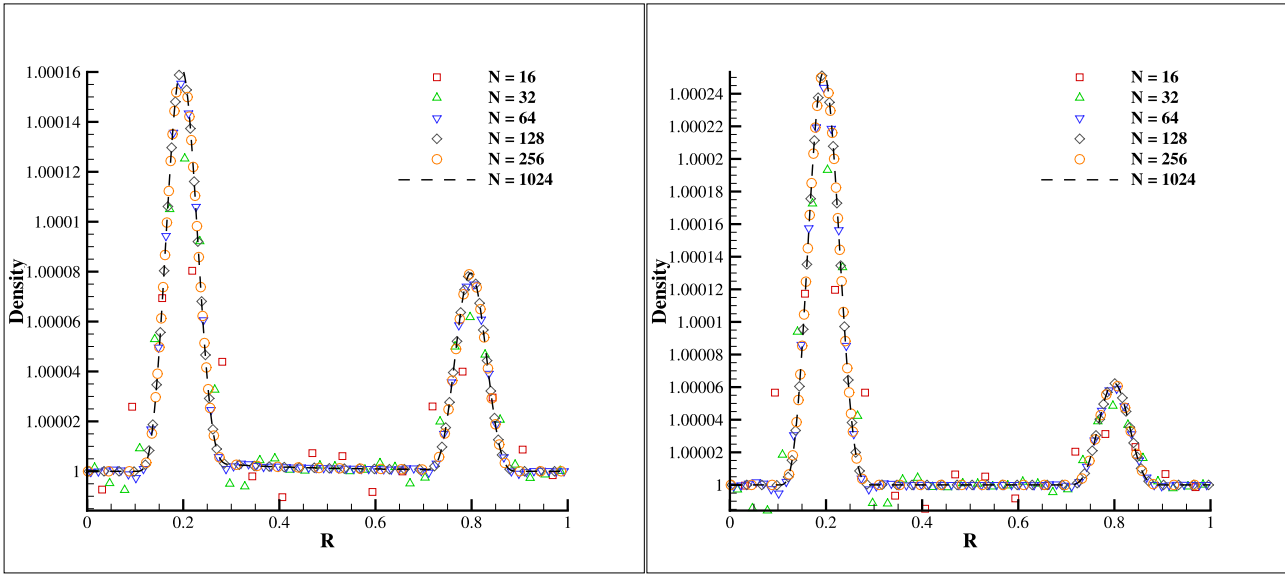 1.00016
1.00014
1.00012
1.0001
1.00008
1.00006
1.00004
1.00002
1
Density
0
0.2
0.4
0.6
0.8
1
R
N = 16
N = 32
N = 64
N = 128
N = 256
N = 1024
1.00024
1.00022
1.0002
1.00018
1.00016
1.00014
1.00012
1.0001
1.00008
1.00006
1.00004
1.00002
1
Density
0
0.2
0.4
0.6
0.8
1
R
N = 16
N = 32
N = 64
N = 128
N = 256
N = 1024